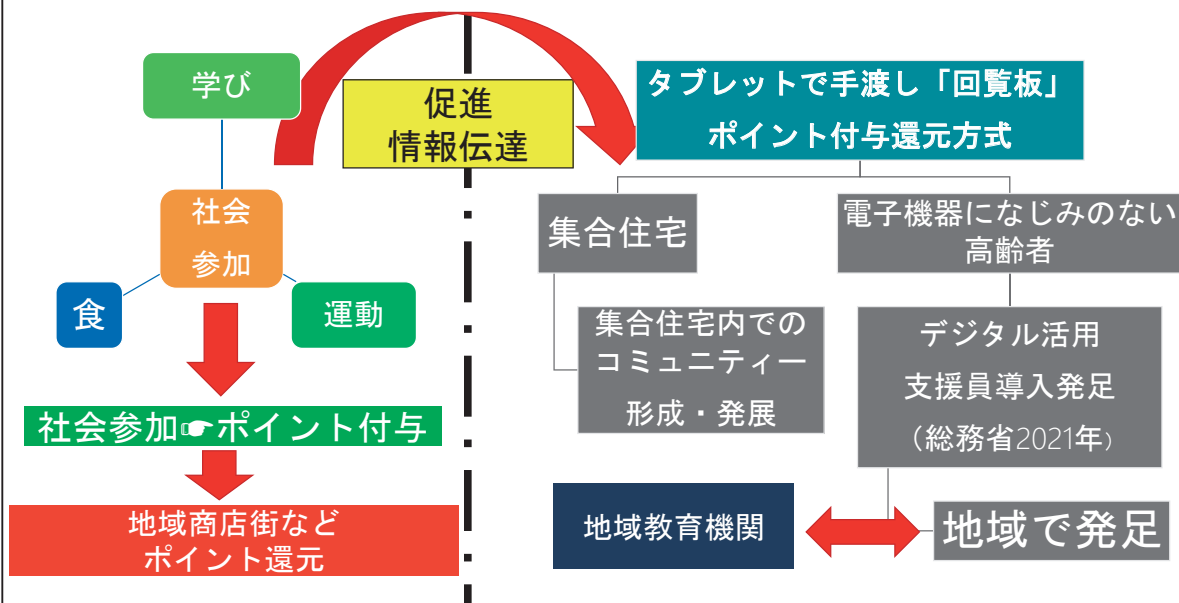 学び
社会
参加
食
運動
社会参加☞ポイント付与
地域商店街など
ポイント還元
促進
情報伝達
タブレットで手渡し「回覧板」
ポイント付与還元方式
集合住宅
集合住宅内での
コミュニティー
形成・発展
電子機器になじみのない
高齢者
デジタル活用
支援員導入発足
（総務省2021年）
地域で発足
地域教育機関